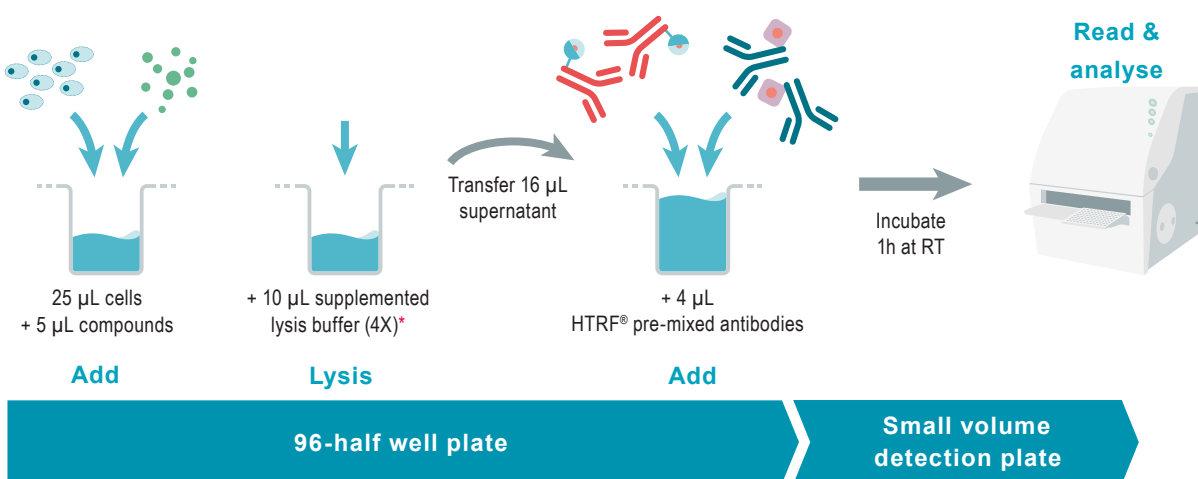 Read &
analyse
Transfer 16 µL
supernatant
Incubate
1h at RT
25 µL cells
+ 5 µL compounds
+ 10 µL supplemented
lysis buffer (4X)*
+ 4 µL
HTRF® pre-mixed antibodies
Add
Lysis
Add
96-half well plate
Small volume
detection plate